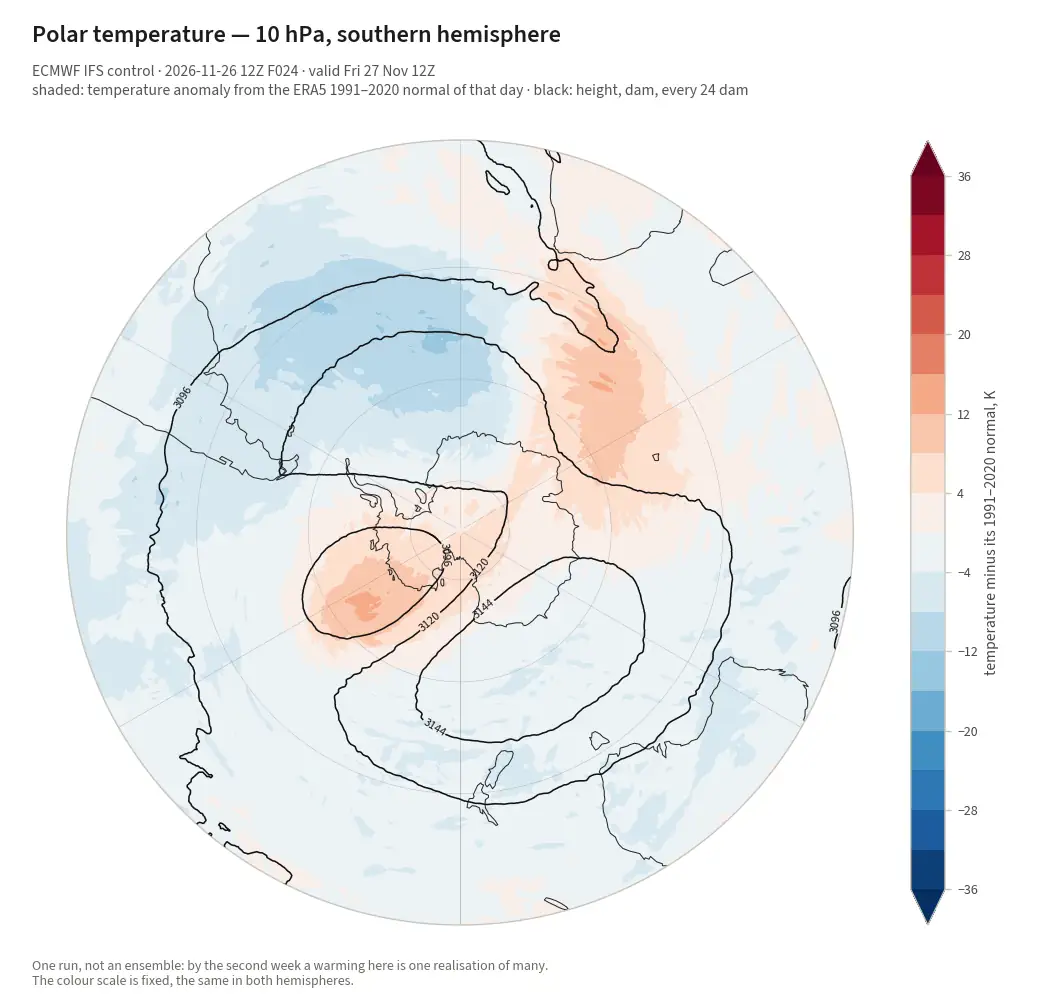 Polar temperature — 10 hPa, southern hemisphere
ECMWF IFS control · 2026-11-26 12Z F024 · valid Fri 27 Nov 12Z
shaded: temperature anomaly from the ERA5 1991–2020 normal of that day · black: height, dam, every 24 dam
36
28
20
12
4
−4
−12
−20
−28
−36
temperature minus its 1991–2020 normal, K
3096
3096
3120
3144
3120
3096
3144
One run, not an ensemble: by the second week a warming here is one realisation of many.
The colour scale is fixed, the same in both hemispheres.